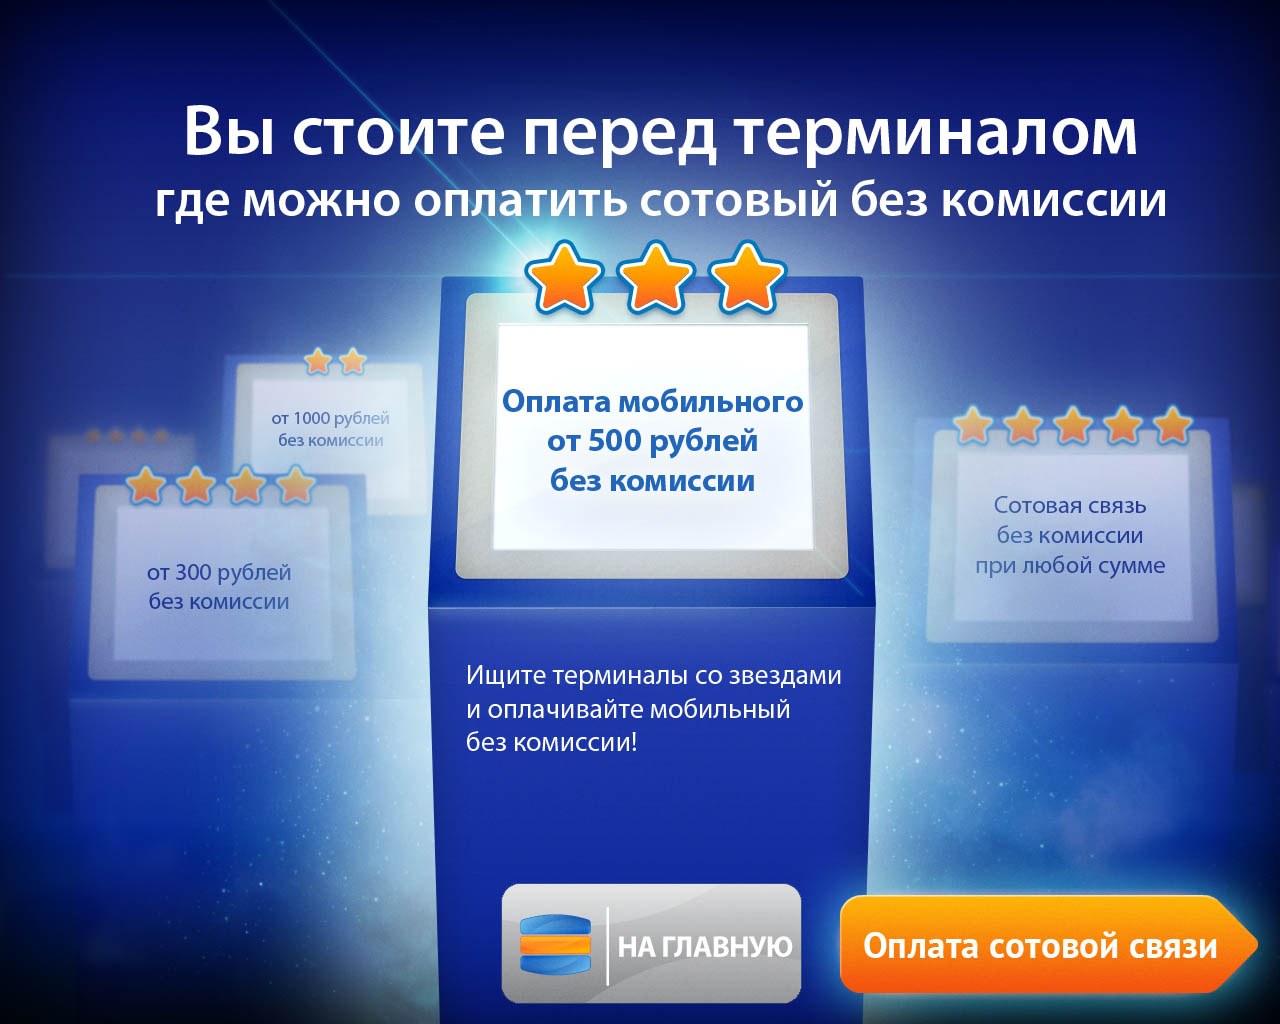 Вы стоите перед терминалом
где можно оплатить сотовый без комиссии
от 1000 рублей
без комиссии
Оплата мобильного
от 500 рублей
без комиссии
от 300 рублей
без комиссии
Сотовая связь
без комиссии
при любой сумме
Ищите терминалы со звездами
и оплачивайте мобильный
без комиссии!
НА ГЛАВНУЮ
Оплата сотовой связи